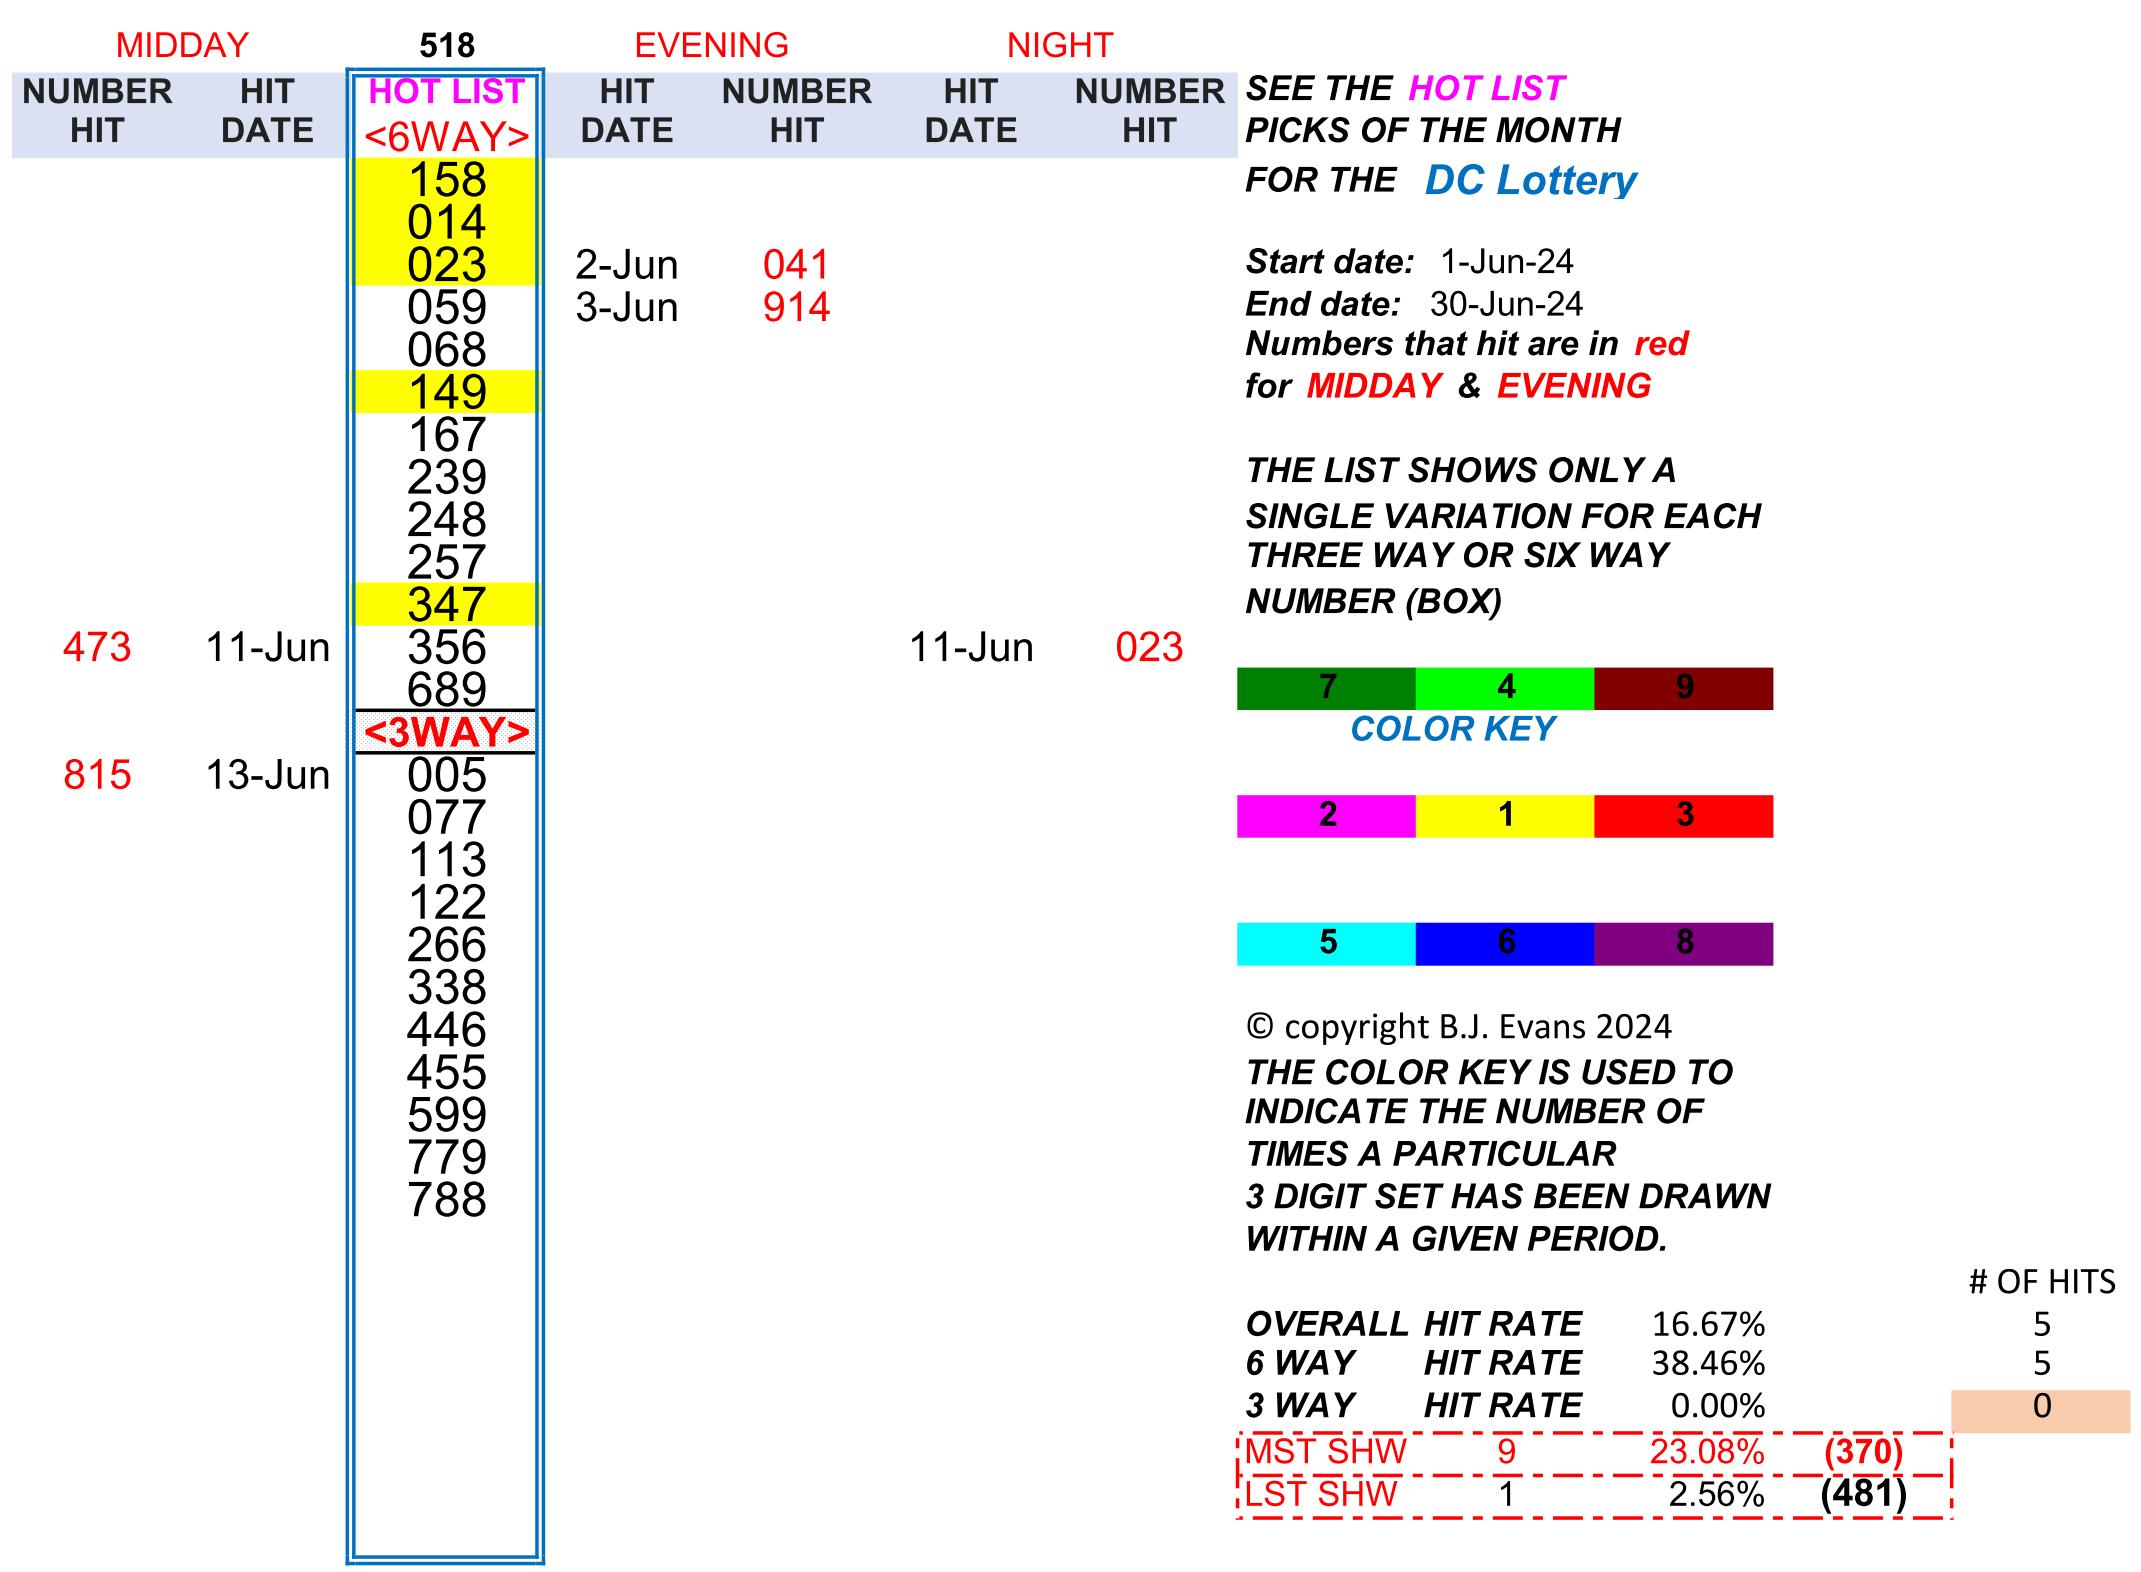 MIDDAY 518 EVENING NIGHT
NUMBER HIT HOT LIST HIT NUMBER HIT NUMBER SEE THE HOT LIST
HIT DATE <6WAY> DATE HIT DATE HIT PICKS OF THE MONTH
158 FOR THE DC Lottery
014
023 2-Jun 041 Start date: 1-Jun-24
059 3-Jun 914 End date: 30-Jun-24
068 Numbers that hit are in red
149 for MIDDAY & EVENING
167
239 THE LIST SHOWS ONLY A
248 SINGLE VARIATION FOR EACH
257 THREE WAY OR SIX WAY
347 NUMBER (BOX)
473 11-Jun 356 11-Jun 023
689 7 4 9
<3WAY> COLOR KEY
815 13-Jun 005
077 2 1 3
113
122
266 5 6 8
338
446 © copyright B.J. Evans 2024
455 THE COLOR KEY IS USED TO
599 INDICATE THE NUMBER OF
779 TIMES A PARTICULAR
788 3 DIGIT SET HAS BEEN DRAWN
WITHIN A GIVEN PERIOD.
# OF HITS
OVERALL HIT RATE 16.67% 5
6 WAY HIT RATE 38.46% 5
3 WAY HIT RATE 0.00% 0
MST SHW 9 23.08% (370)
LST SHW 1 2.56% (481)